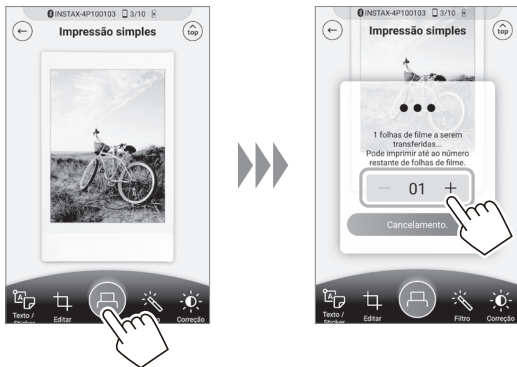 INSTAX-4P100103 3/10
Impressão simples
top
Texto /
Sticker
Editar
Correção
INSTAX-4P100103 3/10
Impressão simples
top
1 folhas de filme a serem
transferidas...
Pode imprimir até ao número
restante de folhas de filme.
01
Cancelamento.
Texto /
Sticker
Editar
Filtro
Correção